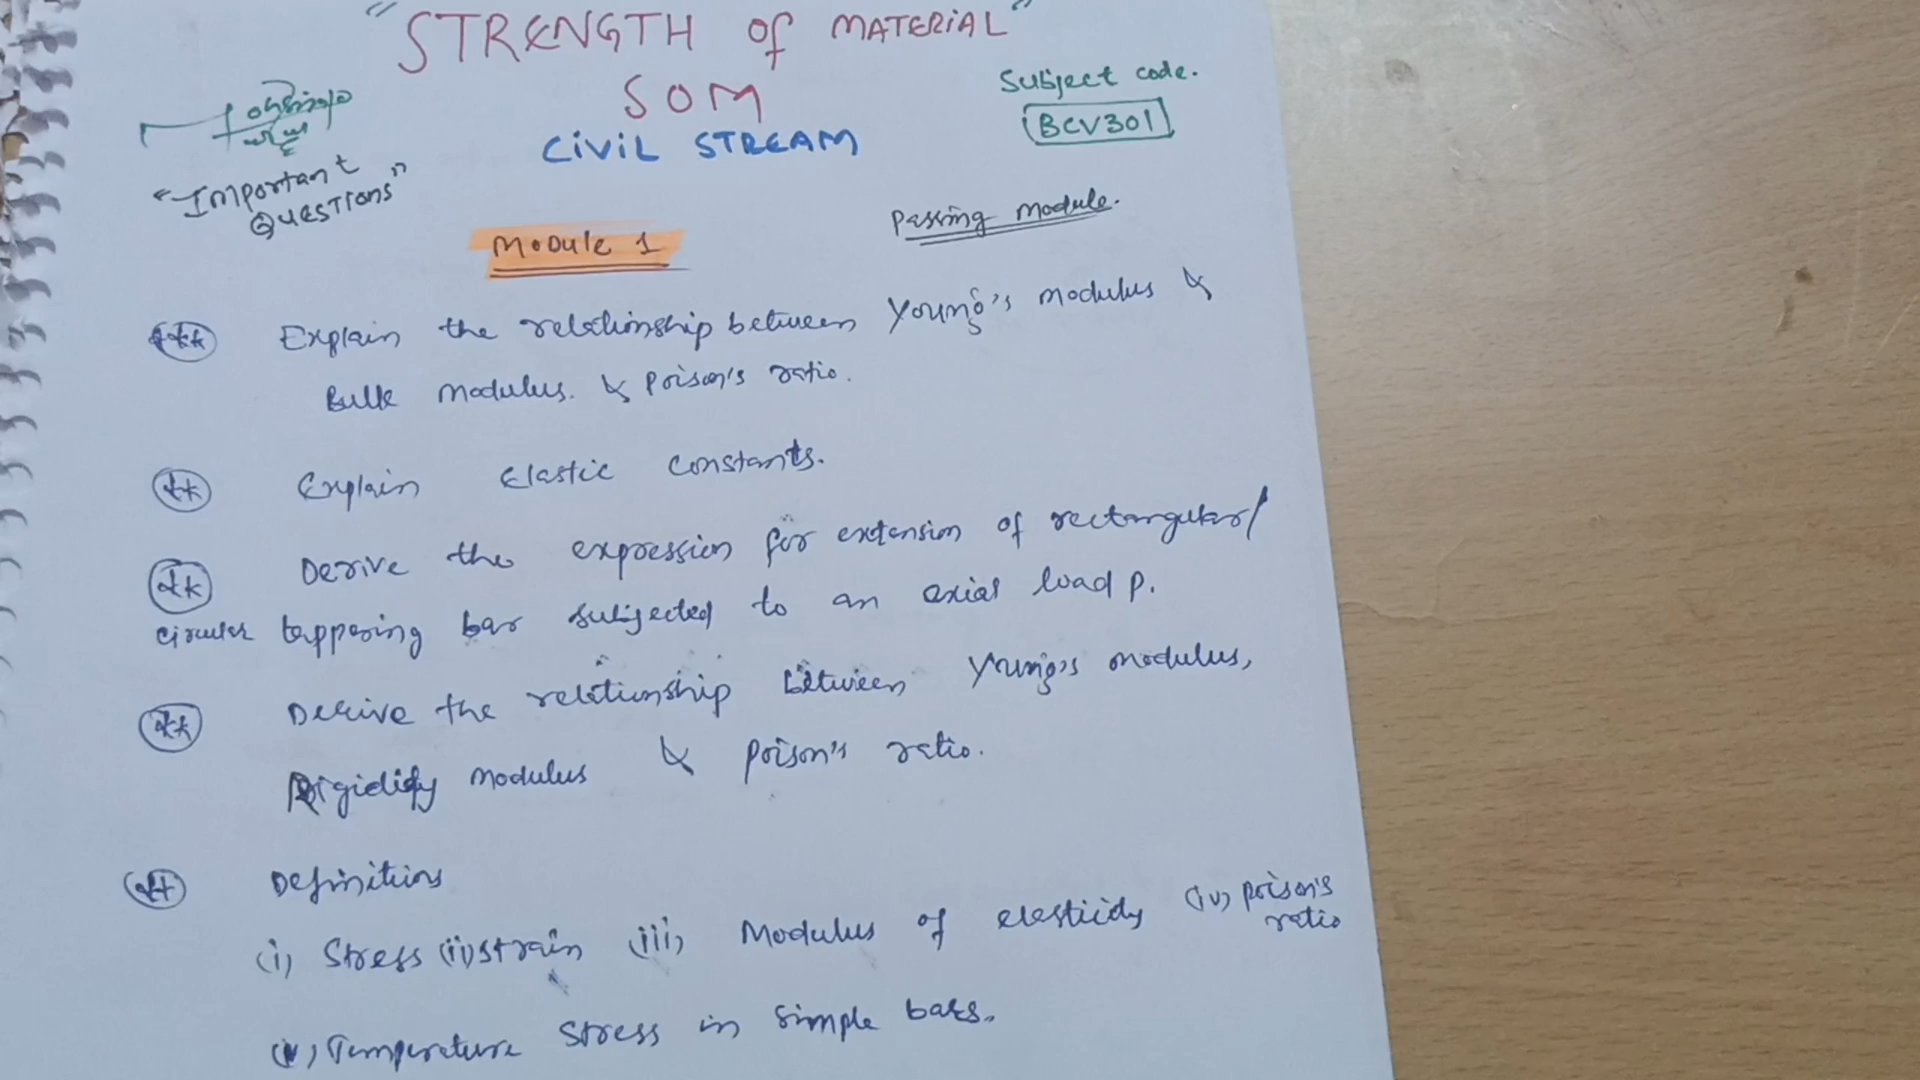 "STRENGTH of MATERIAL"
SOM
CIVIL STREAM
Subject code.
BCV301
"Important
Questions"
Module 1
Passing module.
*** Explain the relationship between Young's modulus &
Bulk modulus. & Poison's ratio.
** Explain Elastic constants.
** Derive the expression for extension of rectangular/
circular tapparing bar subjected to an axial load P.
** Derive the relationship between Young's modulus,
Rigidity modulus & poison's ratio.
** Definitions
(i) Stress (ii) strain (iii) Modulus of elasticity (iv) poison's
ratio
(v) Temperature stress in simple bars.